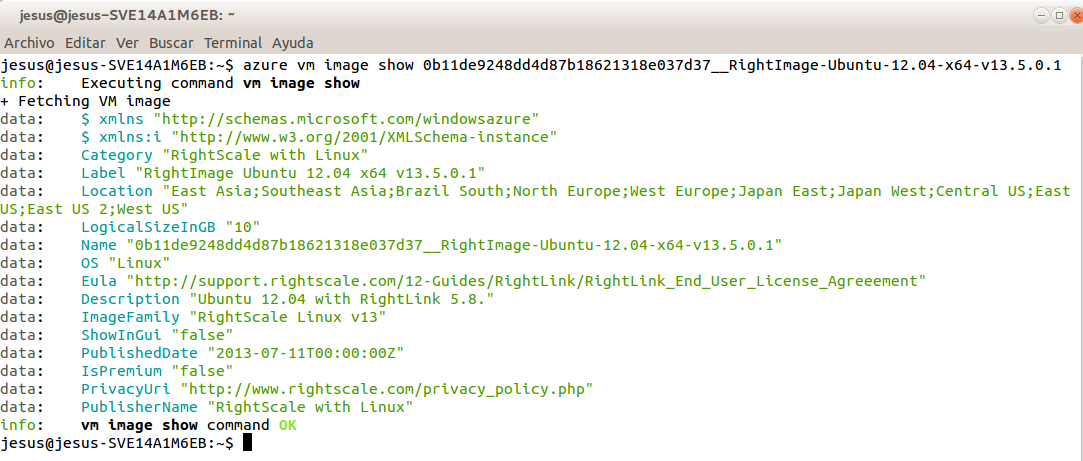 jesus@jesus-SVE14A1M6EB: ~
Archivo Editar Ver Buscar Terminal Ayuda
jesus@jesus-SVE14A1M6EB:~$ azure vm image show 0b11de9248dd4d87b18621318e037d37__RightImage-Ubuntu-12.04-x64-v13.5.0.1
info:    Executing command vm image show
+ Fetching VM image
data:    $ xmlns "http://schemas.microsoft.com/windowsazure"
data:    $ xmlns:i "http://www.w3.org/2001/XMLSchema-instance"
data:    Category "RightScale with Linux"
data:    Label "RightImage Ubuntu 12.04 x64 v13.5.0.1"
data:    Location "East Asia;Southeast Asia;Brazil South;North Europe;West Europe;Japan East;Japan West;Central US;East
US;East US 2;West US"
data:    LogicalSizeInGB "10"
data:    Name "0b11de9248dd4d87b18621318e037d37__RightImage-Ubuntu-12.04-x64-v13.5.0.1"
data:    OS "Linux"
data:    Eula "http://support.rightscale.com/12-Guides/RightLink/RightLink_End_User_License_Agreeement"
data:    Description "Ubuntu 12.04 with RightLink 5.8."
data:    ImageFamily "RightScale Linux v13"
data:    ShowInGui "false"
data:    PublishedDate "2013-07-11T00:00:00Z"
data:    IsPremium "false"
data:    PrivacyUri "http://www.rightscale.com/privacy_policy.php"
data:    PublisherName "RightScale with Linux"
info:    vm image show command OK
jesus@jesus-SVE14A1M6EB:~$